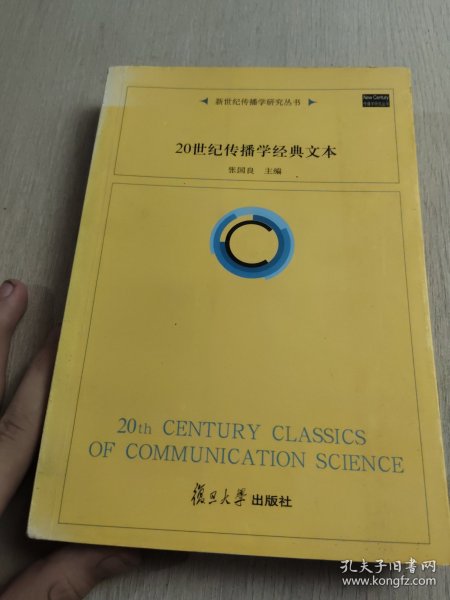 新世纪传播学研究丛书
New Century
20世纪传播学经典文本
张国良 主编
20th CENTURY CLASSICS
OF COMMUNICATION SCIENCE
復旦大學 出版社
孔夫子旧书网
www.kongfz.com